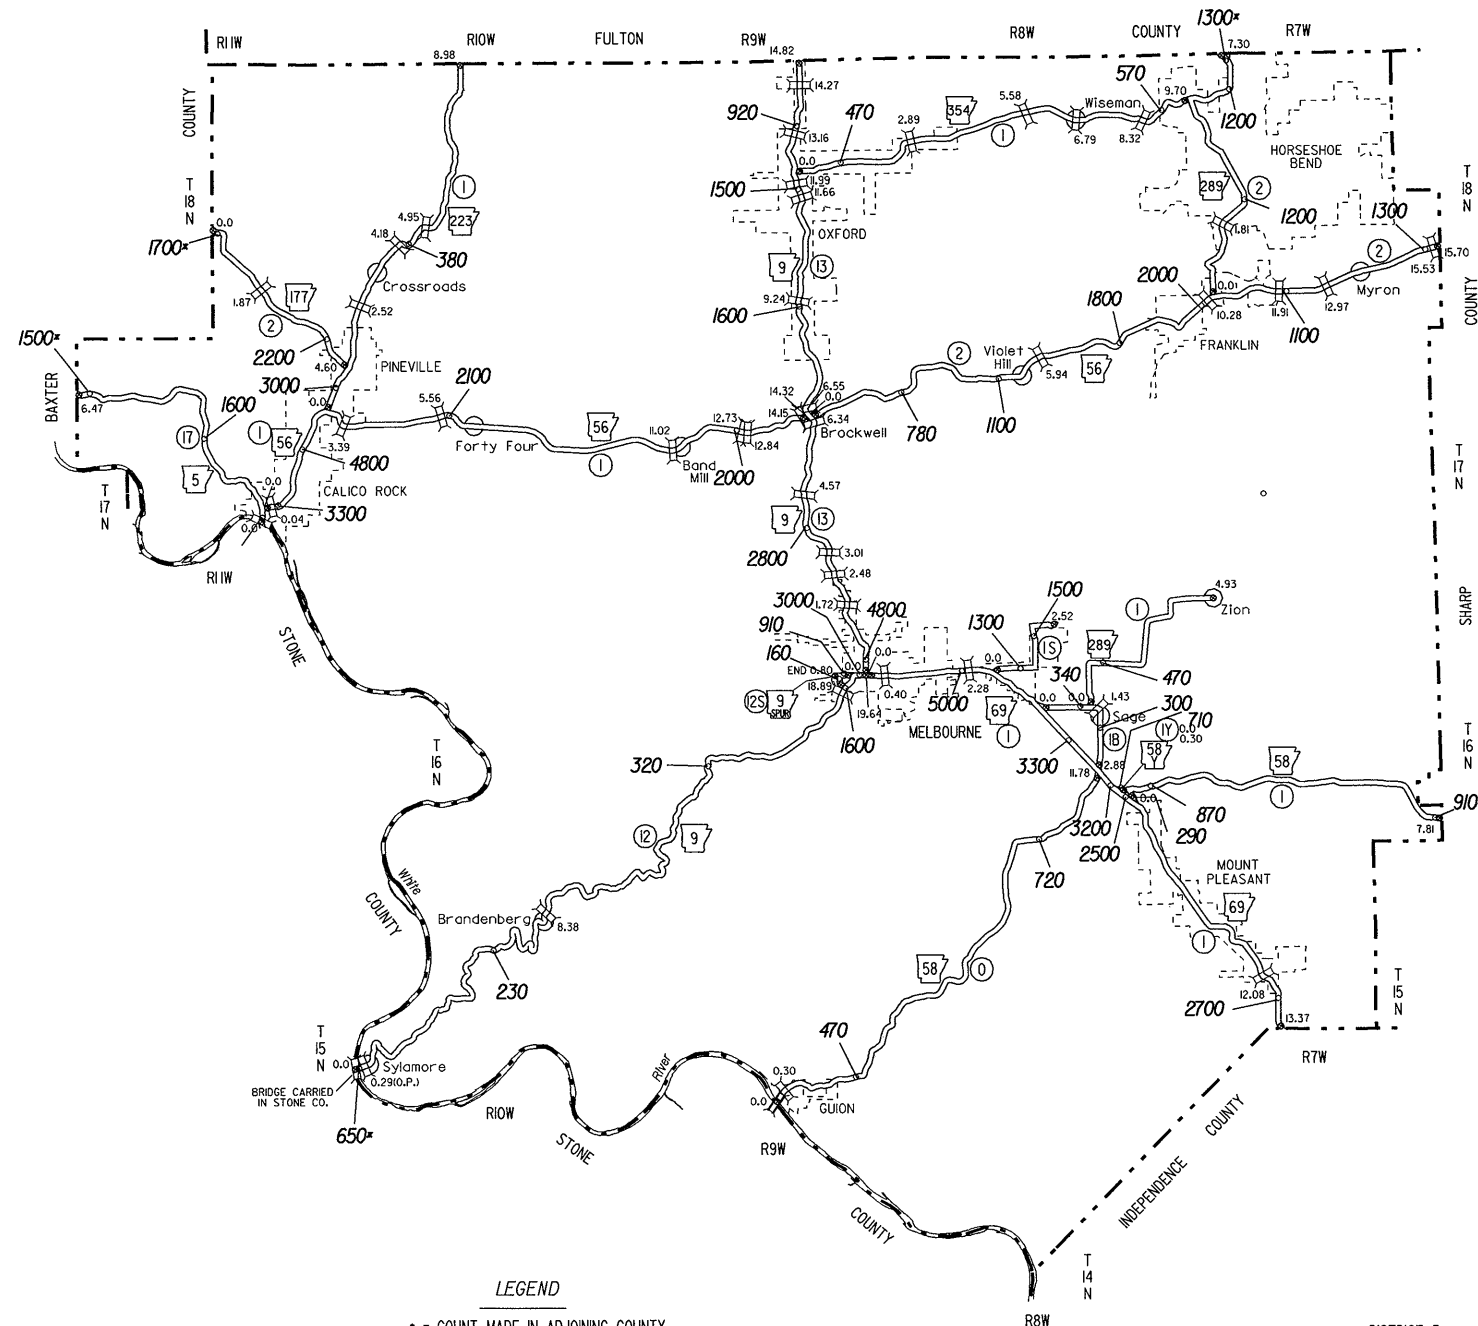 1300*
R11W
R10W
FULTON
R9W
R8W
COUNTY
R7W
7.30
8.98
14.82
14.27
570
9.70
Wiseman
5.58
354
2.89
470
920
13.16
1
6.79
8.32
1200
HORSESHOE
BEND
COUNTY
T
18
N
0.0
1700*
1
4.95
223
4.18
380
Crossroads
0.0
1500
11.99
11.66
OXFORD
289
2
1200
1.81
1300
T
18
N
15.70
15.53
2
Myron
1.87
177
2
2.52
9
13
9.24
1600
2000
0.01
10.28
11.91
12.97
1100
COUNTY
1500*
2200
4.60
PINEVILLE
3000
1800
FRANKLIN
Violet
Hill
2
5.94
56
BAXTER
6.47
1600
17
5
0.0
1
56
5.56
2100
3.39
Forty Four
56
1
11.02
Band
Mill
12.73
12.84
2000
14.32
14.15
6.55
0.0
6.34
Brockwell
780
1100
4800
CALICO ROCK
T
17
N
0.0
0.04
3300
0.0
R11W
4.57
9
13
2800
3.01
2.48
1.72
T
17
N
STONE
3000
4800
910
160
END 0.80
0.0
0.0
18.89
12S
9
SPUR
0.40
19.64
1600
5000
2.28
MELBOURNE
69
1
1300
0.0
1500
2.52
1S
340
0.0
0.0
289
1
4.93
Zion
470
1.43
Sage
300
710
1B
1Y
0.0
0.30
SHARP
T
16
N
T
16
N
320
3300
2.88
11.78
58
Y
58
1
0.0
870
290
3200
2500
910
7.81
12
9
720
MOUNT
PLEASANT
69
1
White
COUNTY
Brandenberg
8.38
230
58
0
12.08
2700
13.37
T
15
N
R7W
T
15
N
0.0
Sylamore
0.29(O.P.)
BRIDGE CARRIED
IN STONE CO.
650*
R10W
River
STONE
470
0.30
0.0
GUION
R9W
COUNTY
INDEPENDENCE COUNTY
T
14
N
R8W
LEGEND